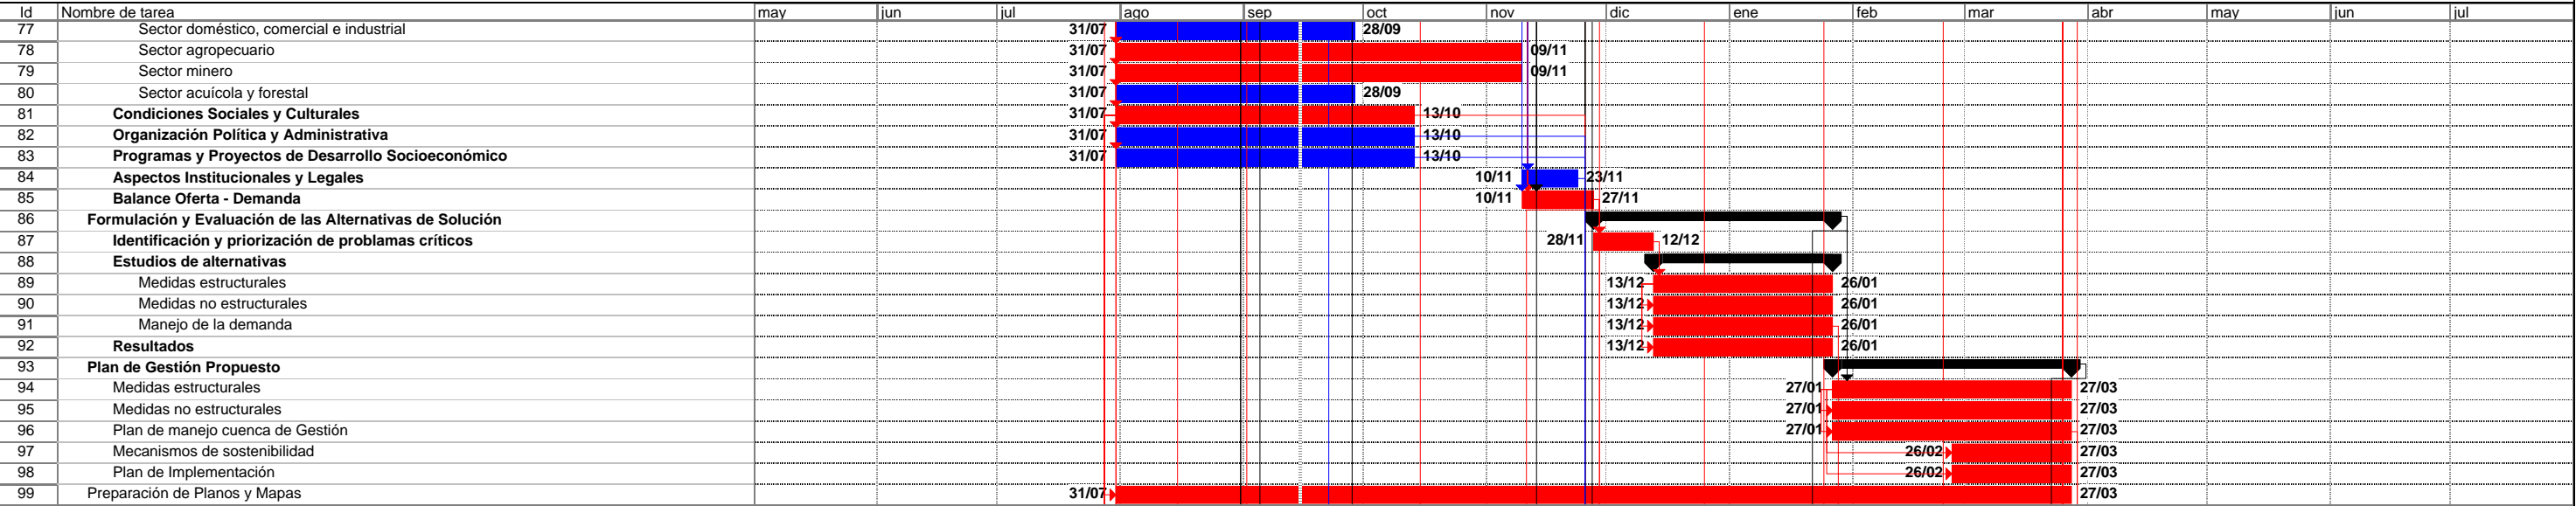 Id Nombre de tarea may jun jul ago sep oct nov dic ene feb mar abr may jun jul
77 Sector doméstico, comercial e industrial 31/07 28/09
78 Sector agropecuario 31/07 09/11
79 Sector minero 31/07 09/11
80 Sector acuícola y forestal 31/07 28/09
81 Condiciones Sociales y Culturales 31/07 13/10
82 Organización Política y Administrativa 31/07 13/10
83 Programas y Proyectos de Desarrollo Socioeconómico 31/07 13/10
84 Aspectos Institucionales y Legales 10/11 23/11
85 Balance Oferta - Demanda 10/11 27/11
86 Formulación y Evaluación de las Alternativas de Solución
87 Identificación y priorización de problamas críticos 28/11 12/12
88 Estudios de alternativas
89 Medidas estructurales 13/12 26/01
90 Medidas no estructurales 13/12 26/01
91 Manejo de la demanda 13/12 26/01
92 Resultados 13/12 26/01
93 Plan de Gestión Propuesto
94 Medidas estructurales 27/01 27/03
95 Medidas no estructurales 27/01 27/03
96 Plan de manejo cuenca de Gestión 27/01 27/03
97 Mecanismos de sostenibilidad 26/02 27/03
98 Plan de Implementación 26/02 27/03
99 Preparación de Planos y Mapas 31/07 27/03